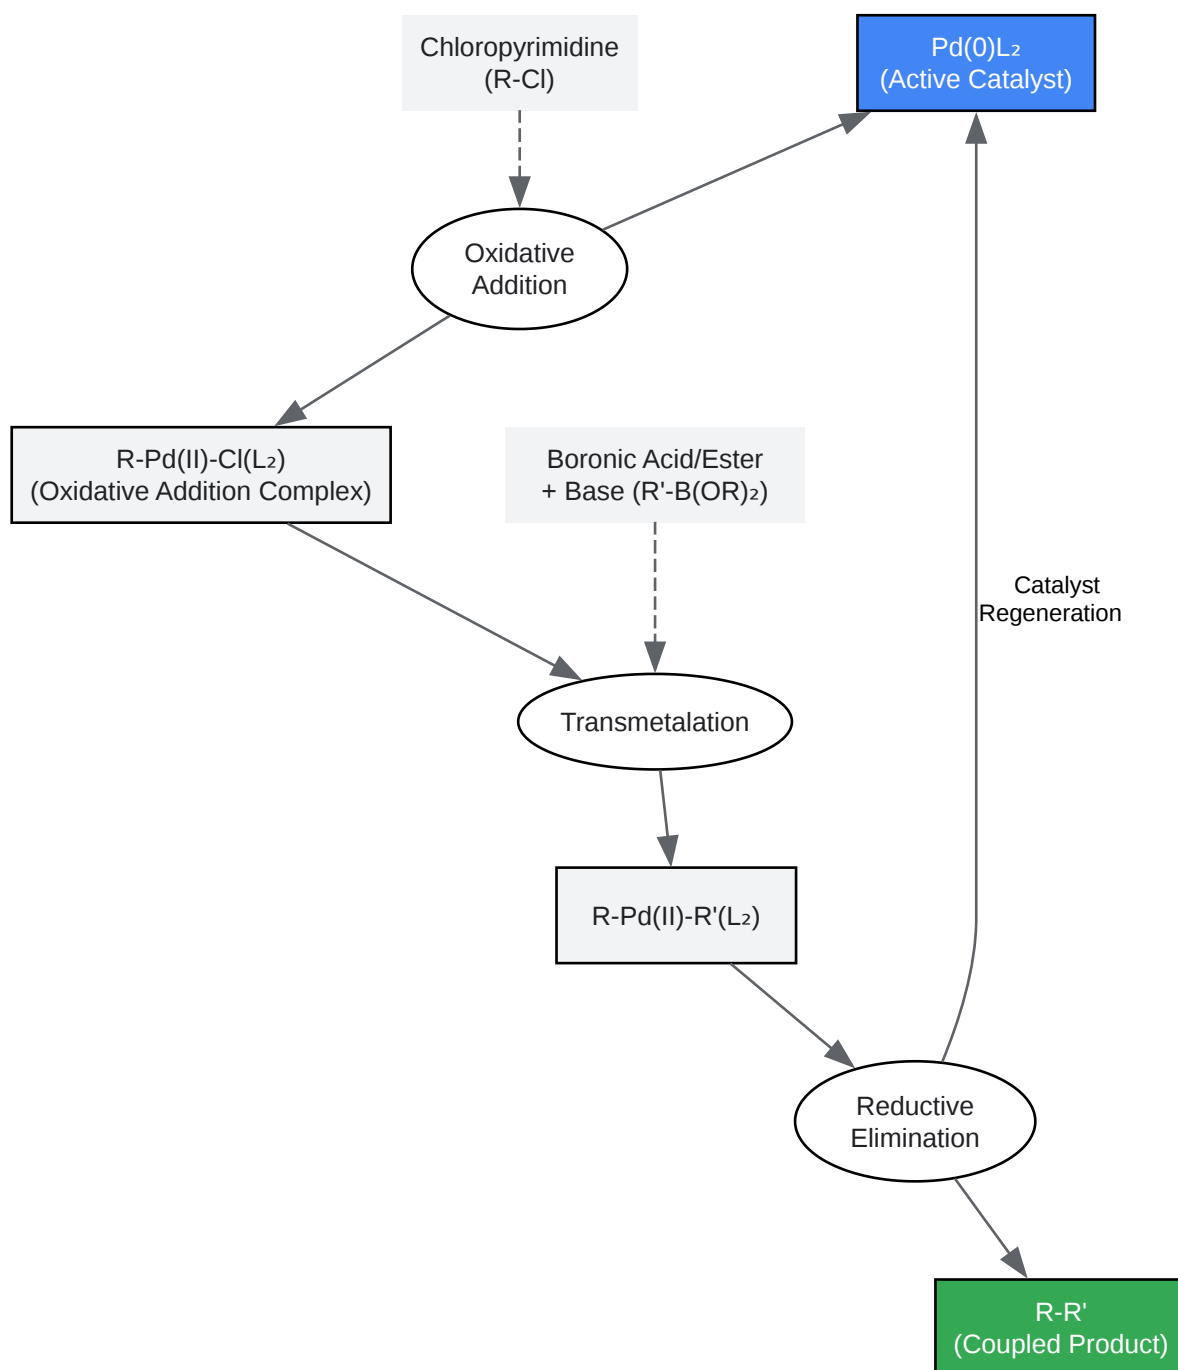 Chloropyrimidine
(R-Cl)
Pd(0)L₂
(Active Catalyst)
Oxidative
Addition
R-Pd(II)-Cl(L₂)
(Oxidative Addition Complex)
Boronic Acid/Ester
+ Base (R'-B(OR)₂)
Catalyst
Regeneration
Transmetalation
R-Pd(II)-R'(L₂)
Reductive
Elimination
R-R'
(Coupled Product)